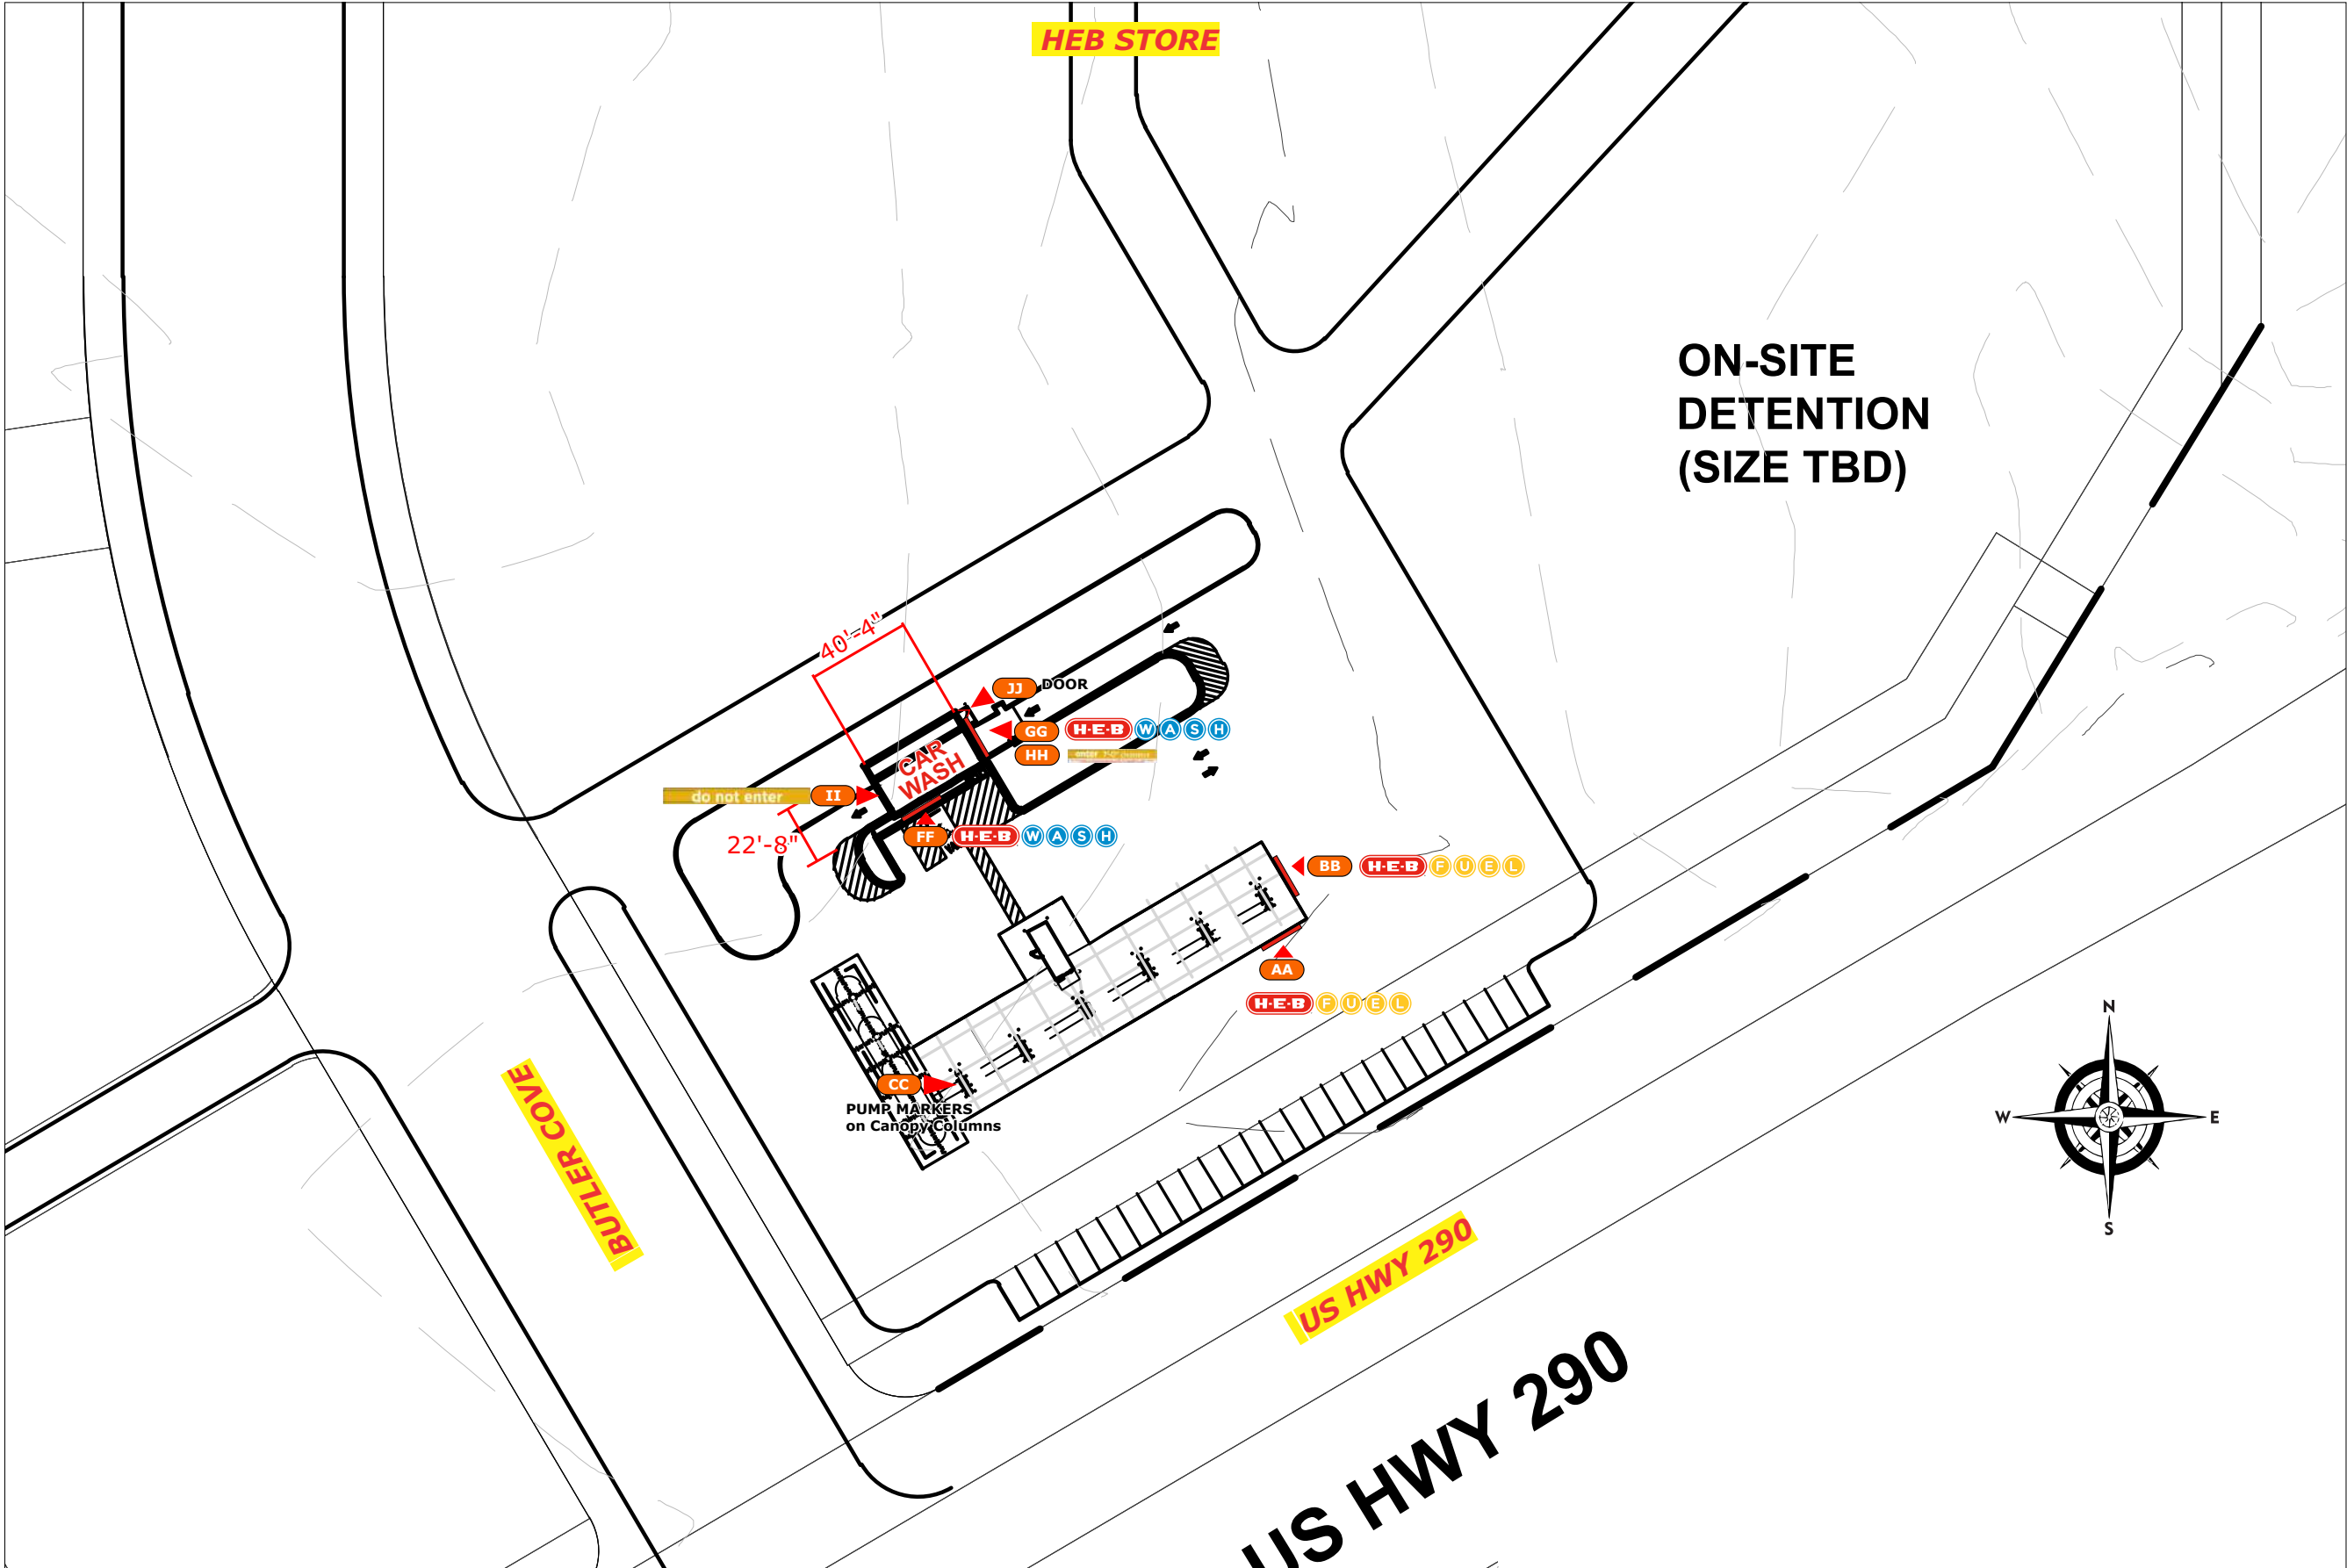 HEB STORE
ON-SITE
DETENTION
(SIZE TBD)
40'-4"
JJ DOOR
GG H-E-B WASH
HH enter
CAR
WASH
do not enter II
22'-8"
FF H-E-B WASH
BB H-E-B FUEL
AA
H-E-B FUEL
CC
PUMP MARKERS
on Canopy Columns
BUTLER COVE
US HWY 290
US HWY 290
N
W E
S